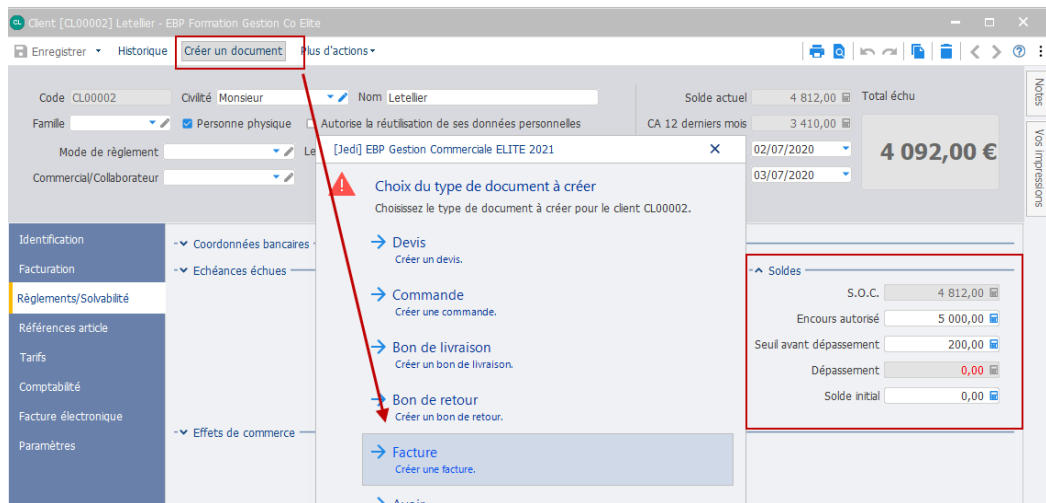 Client [CL00002] Letellier - EBP Formation Gestion Co Elite
Enregistrer Historique Créer un document Plus d'actions
Code CL00002 Civilité Monsieur Nom Letellier
Famille Personne physique Autorise la réutilisation de ses données personnelles
Mode de règlement
Commercial/Collaborateur
Solde actuel 4 812,00 Total échu
CA 12 derniers mois 3 410,00
02/07/2020 4 092,00 €
03/07/2020
Notes
Vos impressions
[Jedi] EBP Gestion Commerciale ELITE 2021
Choix du type de document à créer
Choisissez le type de document à créer pour le client CL00002.
Devis
Créer un devis.
Commande
Créer une commande.
Bon de livraison
Créer un bon de livraison.
Bon de retour
Créer un bon de retour.
Facture
Créer une facture.
Identification
Facturation
Règlements/Solvabilité
Références article
Tarifs
Comptabilité
Facture électronique
Paramètres
Coordonnées bancaires
Echéances échues
Effets de commerce
Soldes
S.O.C. 4 812,00
Encours autorisé 5 000,00
Seuil avant dépassement 200,00
Dépassement 0,00
Solde initial 0,00